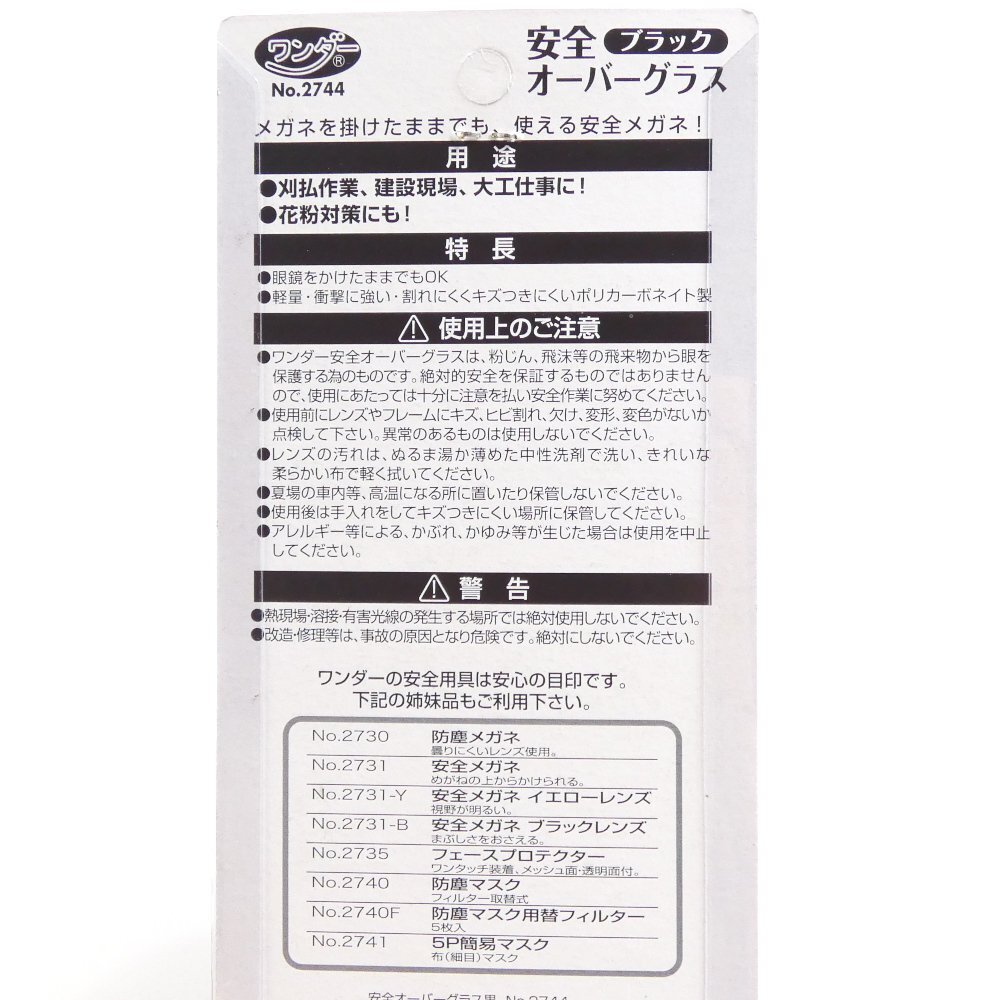 ワンダー®
No.2744
安全 ブラック
オーバーグラス
メガネを掛けたままでも、使える安全メガネ!
用途
●刈払作業、建設現場、大工仕事に!
●花粉対策にも!
特長
●眼鏡をかけたままでもOK
●軽量・衝撃に強い・割れにくくキズつきにくいポリカーボネイト製
⚠ 使用上のご注意
●ワンダー安全オーバーグラスは、粉じん、飛沫等の飛来物から眼を
保護する為のものです。絶対的安全を保証するものではありません
ので、使用にあたっては十分に注意を払い安全作業に努めてください。
●使用前にレンズやフレームにキズ、ヒビ割れ、欠け、変形、変色がないか
点検して下さい。異常のあるものは使用しないでください。
●レンズの汚れは、ぬるま湯か薄めた中性洗剤で洗い、きれいな
柔らかい布で軽く拭いてください。
●夏場の車内等、高温になる所に置いたり保管しないでください。
●使用後は手入れをしてキズつきにくい場所に保管してください。
●アレルギー等による、かぶれ、かゆみ等が生じた場合は使用を中止
してください。
⚠ 警告
●熱現場・溶接・有害光線の発生する場所では絶対使用しないでください。
●改造・修理等は、事故の原因となり危険です。絶対にしないでください。
ワンダーの安全用具は安心の目印です。
下記の姉妹品もご利用下さい。
No.2730 防塵メガネ
曇りにくいレンズ使用。
No.2731 安全メガネ
めがねの上からかけられる。
No.2731-Y 安全メガネ イエローレンズ
視野が明るい。
No.2731-B 安全メガネ ブラックレンズ
まぶしさをおさえる。
No.2735 フェースプロテクター
ワンタッチ装着、メッシュ面・透明面付。
No.2740 防塵マスク
フィルター取替式
No.2740F 防塵マスク用替フィルター
5枚入
No.2741 5P簡易マスク
布(細目)マスク
安全オーバーグラス黒 No.2744